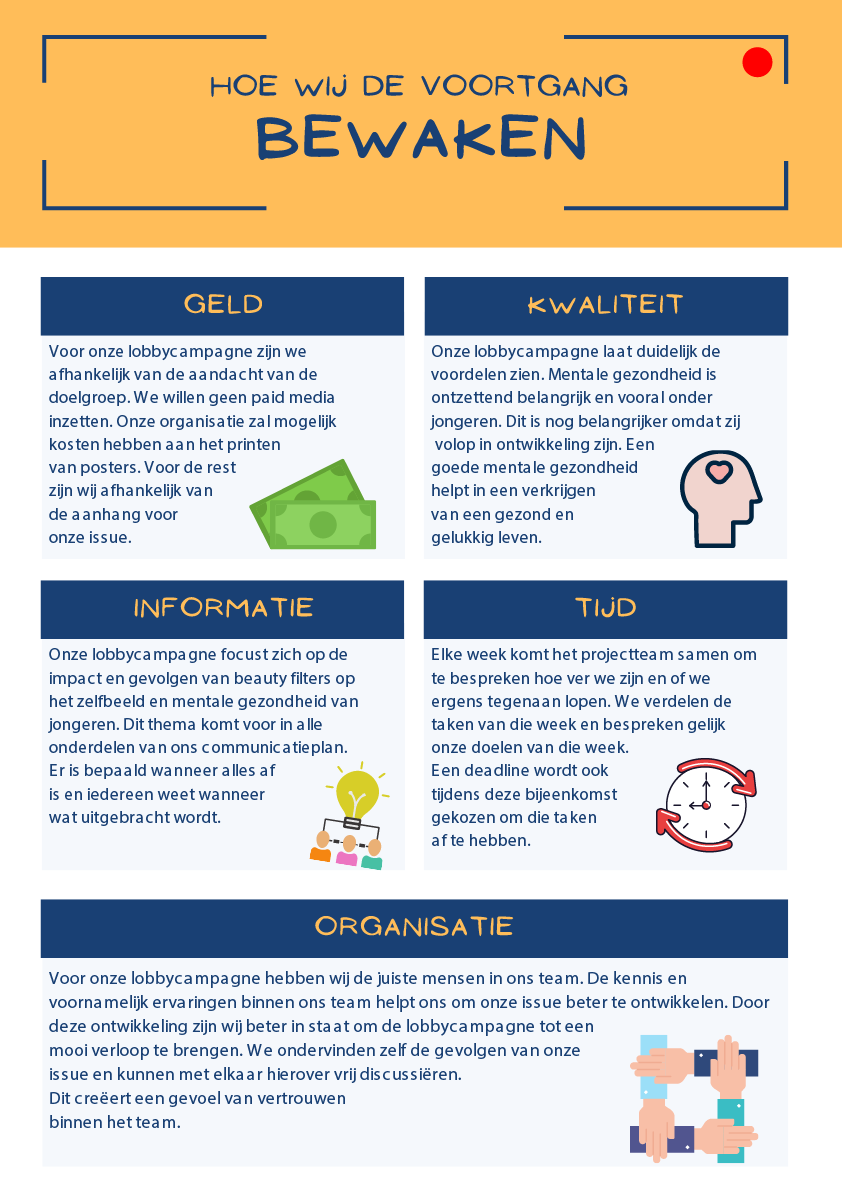 HOE WIJ DE VOORTGANG
BEWAKEN
GELD
Voor onze lobbycampagne zijn we
afhankelijk van de aandacht van de
doelgroep. We willen geen paid media
inzetten. Onze organisatie zal mogelijk
kosten hebben aan het printen
van posters. Voor de rest
zijn wij afhankelijk van
de aanhang voor
onze issue.
KWALITEIT
Onze lobbycampagne laat duidelijk de
voordelen zien. Mentale gezondheid is
ontzettend belangrijk en vooral onder
jongeren. Dit is nog belangrijker omdat zij
volop in ontwikkeling zijn. Een
goede mentale gezondheid
helpt in een verkrijgen
van een gezond en
gelukkig leven.
INFORMATIE
Onze lobbycampagne focust zich op de
impact en gevolgen van beauty filters op
het zelfbeeld en mentale gezondheid van
jongeren. Dit thema komt voor in alle
onderdelen van ons communicatieplan.
Er is bepaald wanneer alles af
is en iedereen weet wanneer
wat uitgebracht wordt.
TIJD
Elke week komt het projectteam samen om
te bespreken hoe ver we zijn en of we
ergens tegenaan lopen. We verdelen de
taken van die week en bespreken gelijk
onze doelen van die week.
Een deadline wordt ook
tijdens deze bijeenkomst
gekozen om die taken
af te hebben.
ORGANISATIE
Voor onze lobbycampagne hebben wij de juiste mensen in ons team. De kennis en
voornamelijk ervaringen binnen ons team helpt ons om onze issue beter te ontwikkelen. Door
deze ontwikkeling zijn wij beter in staat om de lobbycampagne tot een
mooi verloop te brengen. We ondervinden zelf de gevolgen van onze
issue en kunnen met elkaar hierover vrij discussiëren.
Dit creëert een gevoel van vertrouwen
binnen het team.